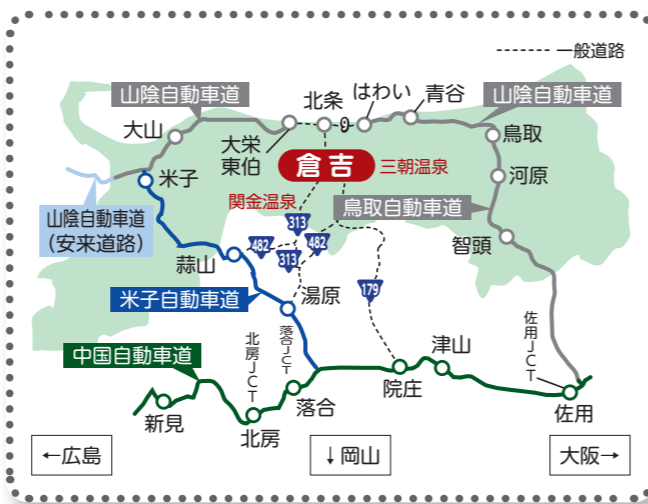 一般道路
山陰自動車道
北条
はわい
青谷
山陰自動車道
大山
大栄
東伯
鳥取
倉吉
三朝温泉
米子
関金温泉
河原
山陰自動車道
(安来道路)
313
鳥取自動車道
482
482
智頭
蒜山
313
米子自動車道
湯原
179
中国自動車道
北房JCT
落合JCT
津山
佐用JCT
院庄
新見
落合
佐用
北房
←広島
↓岡山
大阪→